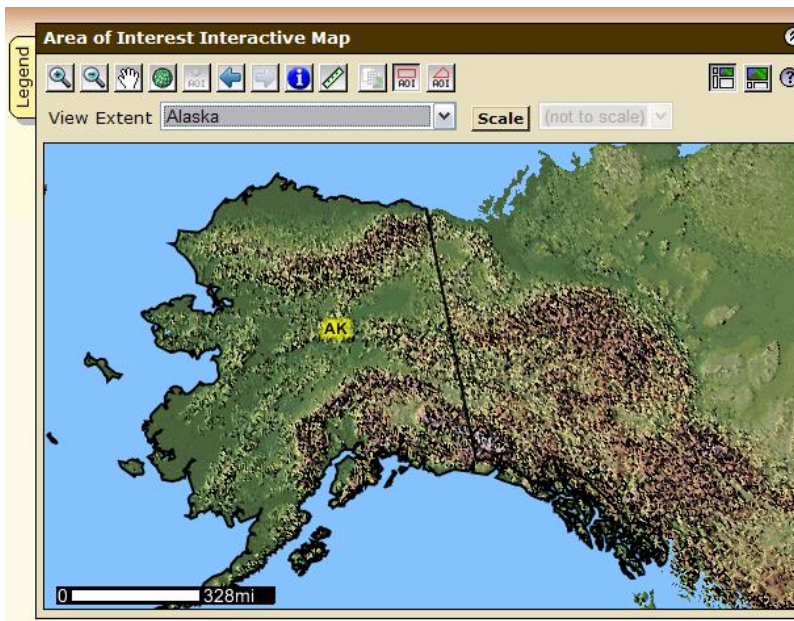 Area of Interest Interactive Map
Legend
AOI AOI AOI
View Extent Alaska Scale (not to scale)
AK
0 328mi